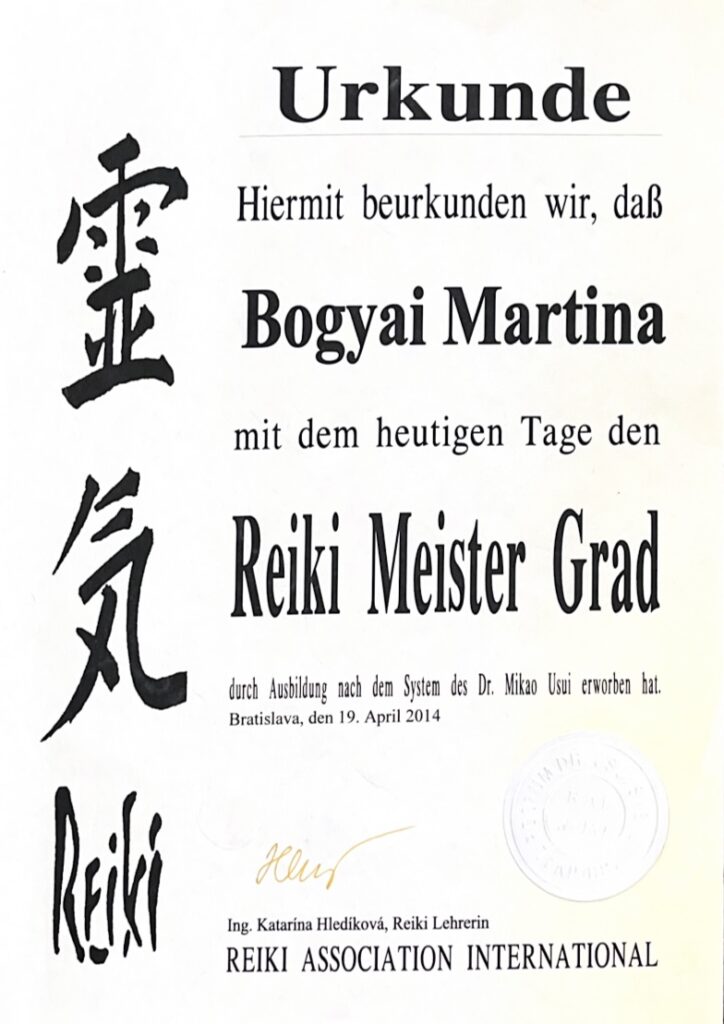 Urkunde
Hiermit beurkunden wir, daß
Bogyai Martina
mit dem heutigen Tage den
Reiki Meister Grad
durch Ausbildung nach dem System des Dr. Mikao Usui erworben hat.
Bratislava, den 19. April 2014
Ing. Katarína Hledíková, Reiki Lehrerin
REIKI ASSOCIATION INTERNATIONAL
靈
気
Reiki